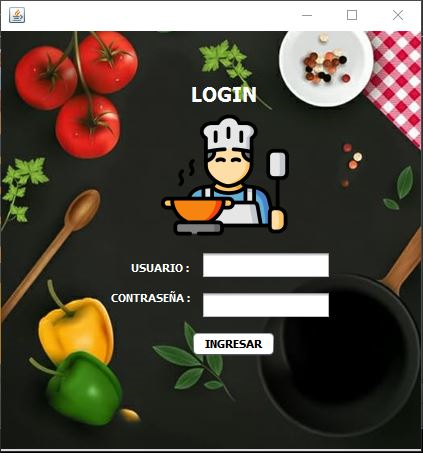 LOGIN
USUARIO :
CONTRASEÑA :
INGRESAR